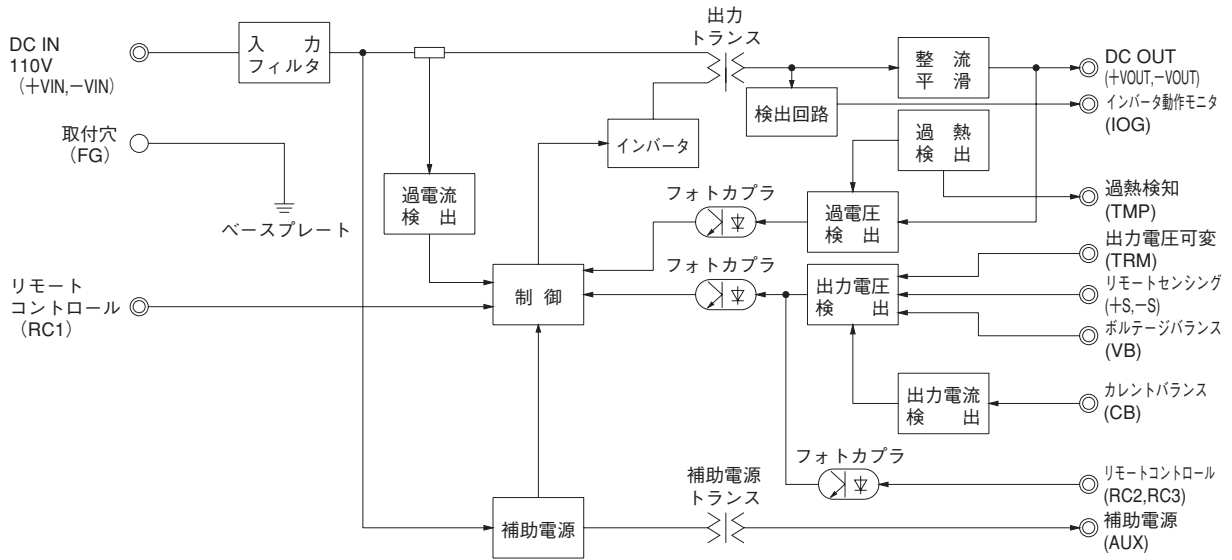 DC IN
110V
(+VIN,−VIN)
入 力
フィルタ
出力
トランス
整 流
平 滑
DC OUT
(+VOUT,−VOUT)
検出回路
インバータ動作モニタ
(IOG)
取付穴
(FG)
ベースプレート
インバータ
過 熱
検 出
過電流
検 出
フォトカプラ
過電圧
検 出
過熱検知
(TMP)
出力電圧可変
(TRM)
リモート
コントロール
(RC1)
制 御
フォトカプラ
出力電圧
検 出
リモートセンシング
(+S,−S)
ボルテージバランス
(VB)
出力電流
検 出
カレントバランス
(CB)
フォトカプラ
リモートコントロール
(RC2,RC3)
補助電源
補助電源
トランス
補助電源
(AUX)